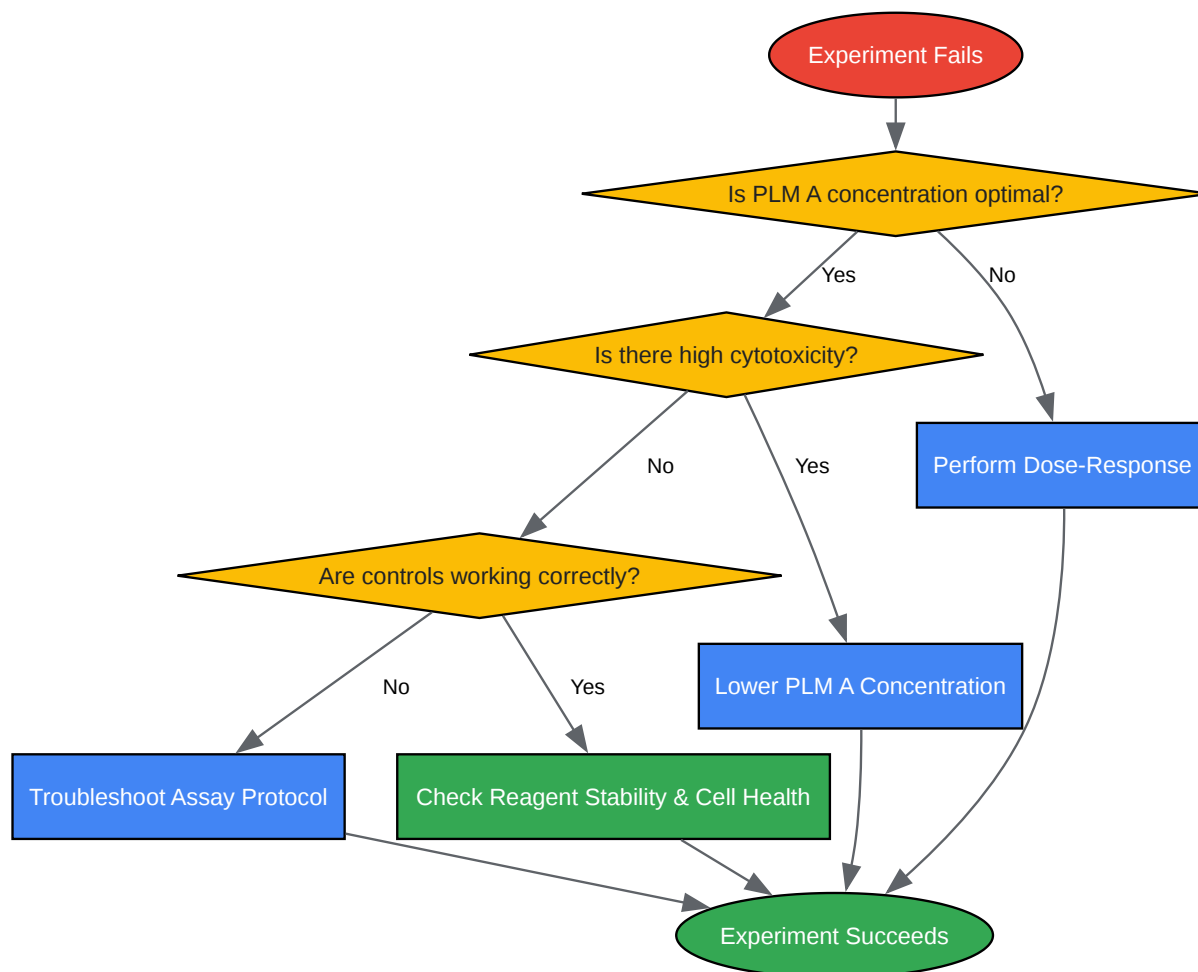 Experiment Fails
Is PLM A concentration optimal?
Yes
No
Is there high cytotoxicity?
Perform Dose-Response
No
Yes
Are controls working correctly?
Lower PLM A Concentration
No
Yes
Troubleshoot Assay Protocol
Check Reagent Stability & Cell Health
Experiment Succeeds